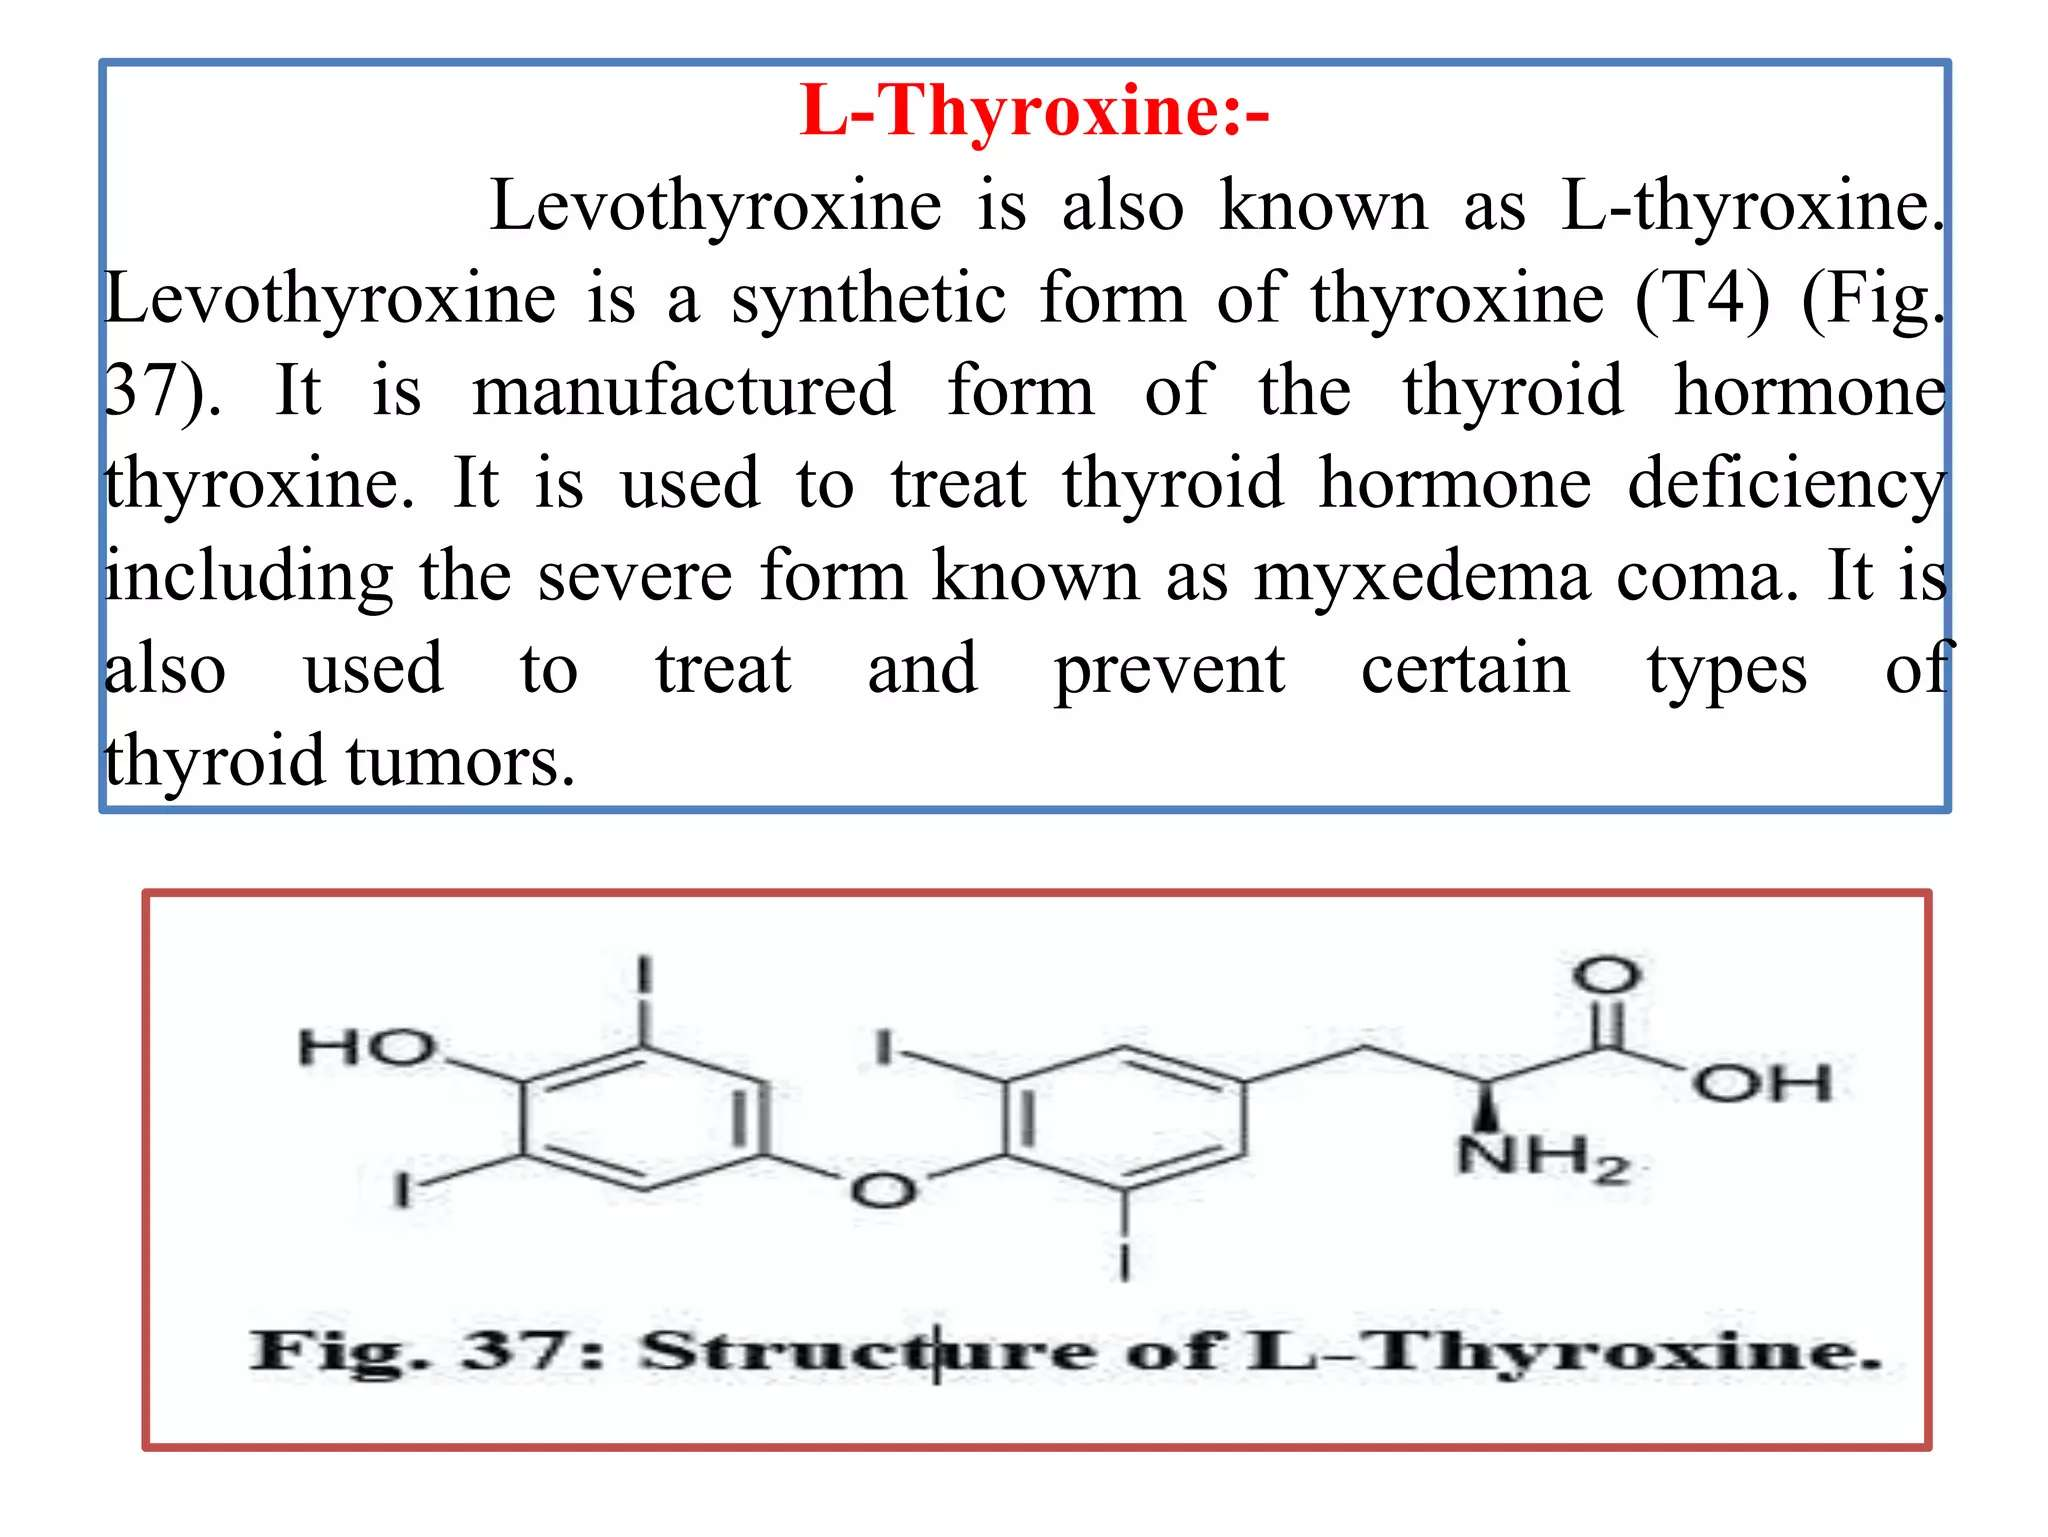 L-Thyroxine:-
Levothyroxine is also known as L-thyroxine.
Levothyroxine is a synthetic form of thyroxine (T4) (Fig.
37). It is manufactured form of the thyroid hormone
thyroxine. It is used to treat thyroid hormone deficiency
including the severe form known as myxedema coma. It is
also used to treat and prevent certain types of
thyroid tumors.
I
O
HO
I
OH
NH2
I
O
I
Fig. 37: Structure of L-Thyroxine.